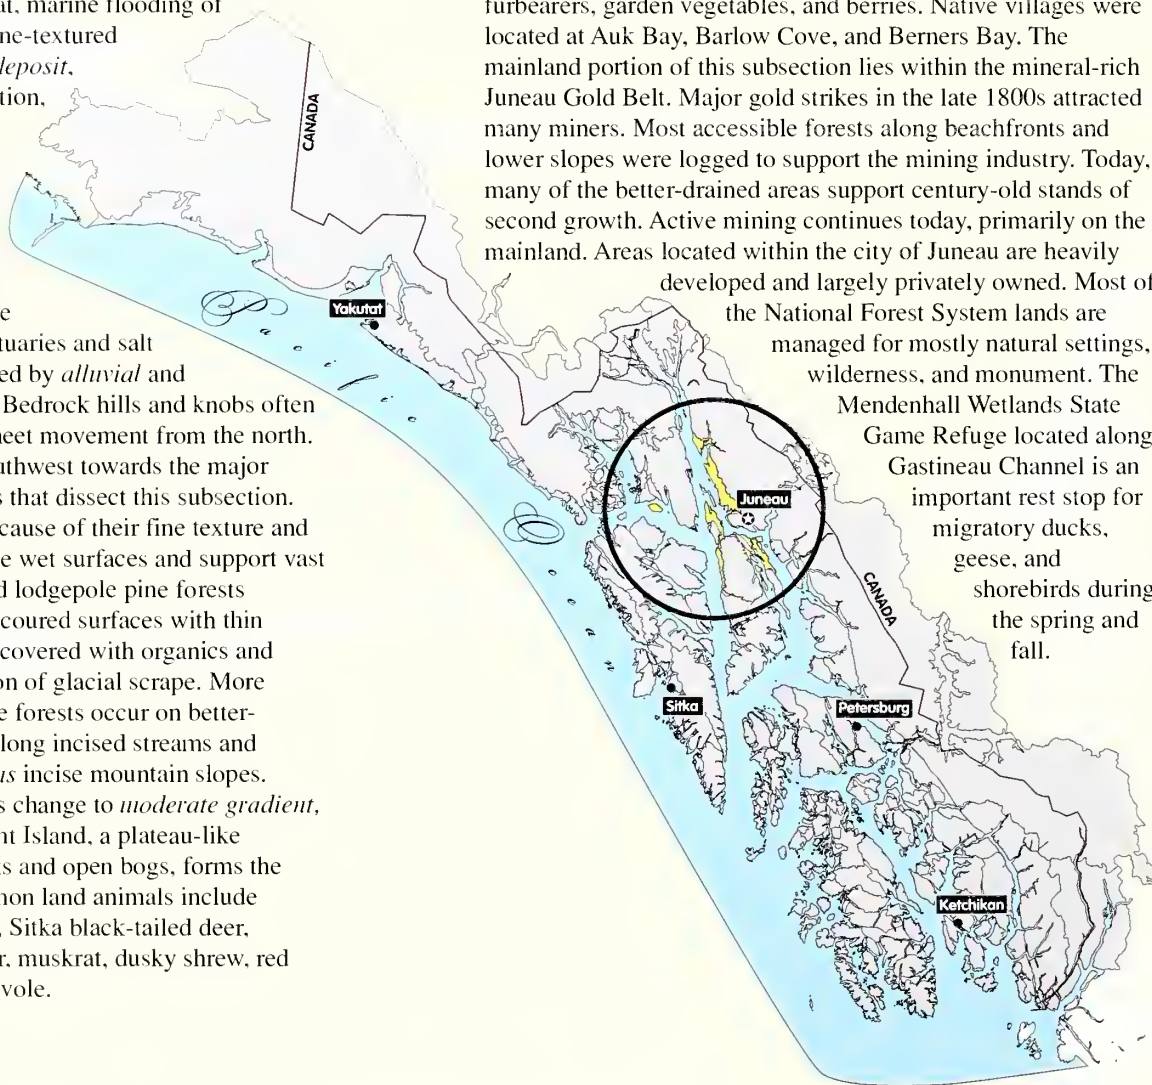 at, marine flooding of
ne-textured
deposit,
tion,
e
tuaries and salt
ed by alluvial and
Bedrock hills and knobs often
heet movement from the north.
uthwest towards the major
s that dissect this subsection.
cause of their fine texture and
e wet surfaces and support vast
d lodgepole pine forests
coured surfaces with thin
covered with organics and
on of glacial scrape. More
e forests occur on better-
long incised streams and
us incise mountain slopes.
s change to moderate gradient,
nt Island, a plateau-like
ks and open bogs, forms the
mon land animals include
, Sitka black-tailed deer,
r, muskrat, dusky shrew, red
vole.
furbearers, garden vegetables, and berries. Native villages were
located at Auk Bay, Barlow Cove, and Berners Bay. The
mainland portion of this subsection lies within the mineral-rich
Juneau Gold Belt. Major gold strikes in the late 1800s attracted
many miners. Most accessible forests along beachfronts and
lower slopes were logged to support the mining industry. Today,
many of the better-drained areas support century-old stands of
second growth. Active mining continues today, primarily on the
mainland. Areas located within the city of Juneau are heavily
developed and largely privately owned. Most of
the National Forest System lands are
managed for mostly natural settings,
wilderness, and monument. The
Mendenhall Wetlands State
Game Refuge located along
Gastineau Channel is an
important rest stop for
migratory ducks,
geese, and
shorebirds during
the spring and
fall.
CANADA
Yakutat
Pacific
Ocean
Juneau
CANADA
Sitka
Petersburg
Ketchikan